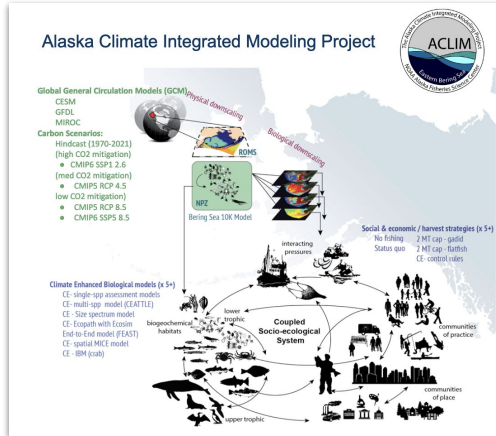 Alaska Climate Integrated Modeling Project
The Alaska Climate Integrated Modeling Project
ACLIM
Eastern Bering Sea
NOAA Alaska Fisheries Science Center
Global General Circulation Models (GCM)
CESM
GFDL
MIROC
Carbon Scenarios:
Hindcast (1970-2021)
(high CO2 mitigation)
● CMIP6 SSP1 2.6
(med CO2 mitigation)
● CMIP5 RCP 4.5
low CO2 mitigation)
● CMIP5 RCP 8.5
● CMIP6 SSP5 8.5
Physical downscaling
ROMS
Biological downscaling
NPZ
Bering Sea 10K Model
Social & economic / harvest strategies (x 5+)
No fishing 2 MT cap - gadid
Status quo 2 MT cap - flatfish
CE- control rules
interacting
pressures
Climate Enhanced Biological models (x 5+)
CE- single-spp assessment models
CE- multi-spp model (CEATTLE)
CE - Size spectrum model
CE- Ecopath with Ecosim
End-to-End model (FEAST)
CE- spatial MICE model
CE - IBM (crab)
biogeochemical
habitats
lower
trophic
Coupled
Socio-ecological
System
communities
of practice
communities
of place
upper trophic